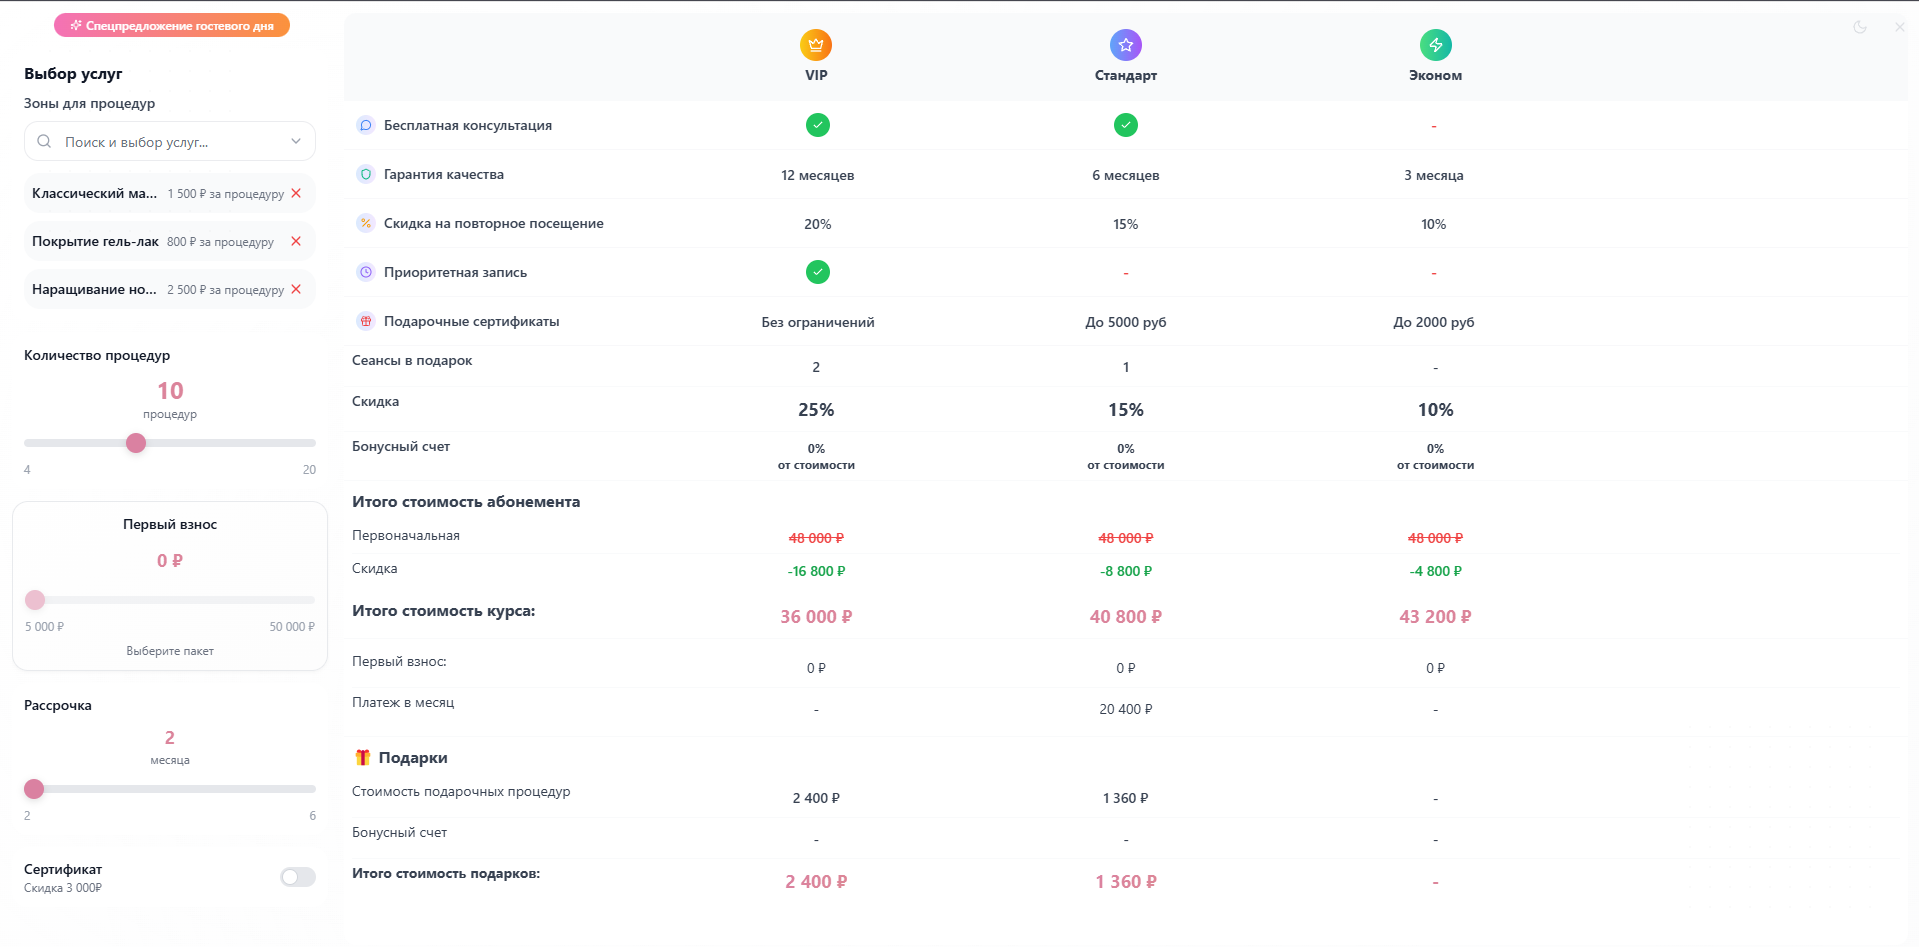 Спецпредложение гостевого дня
Выбор услуг
Зоны для процедур
Поиск и выбор услуг...
Классический ма... 1 500 ₽ за процедуру
Покрытие гель-лак 800 ₽ за процедуру
Наращивание но... 2 500 ₽ за процедуру
Количество процедур
10
процедур
4 20
Первый взнос
0 ₽
5 000 ₽ 50 000 ₽
Выберите пакет
Рассрочка
2
месяца
2 6
Сертификат
Скидка 3 000₽
VIP Стандарт Эконом
Бесплатная консультация -
Гарантия качества 12 месяцев 6 месяцев 3 месяца
Скидка на повторное посещение 20% 15% 10%
Приоритетная запись - -
Подарочные сертификаты Без ограничений До 5000 руб До 2000 руб
Сеансы в подарок 2 1 -
Скидка 25% 15% 10%
Бонусный счет 0% 0% 0%
от стоимости от стоимости от стоимости
Итого стоимость абонемента
Первоначальная 48 000 ₽ 48 000 ₽ 48 000 ₽
Скидка -16 800 ₽ -8 800 ₽ -4 800 ₽
Итого стоимость курса: 36 000 ₽ 40 800 ₽ 43 200 ₽
Первый взнос: 0 ₽ 0 ₽ 0 ₽
Платеж в месяц - 20 400 ₽ -
Подарки
Стоимость подарочных процедур 2 400 ₽ 1 360 ₽ -
Бонусный счет - - -
Итого стоимость подарков: 2 400 ₽ 1 360 ₽ -